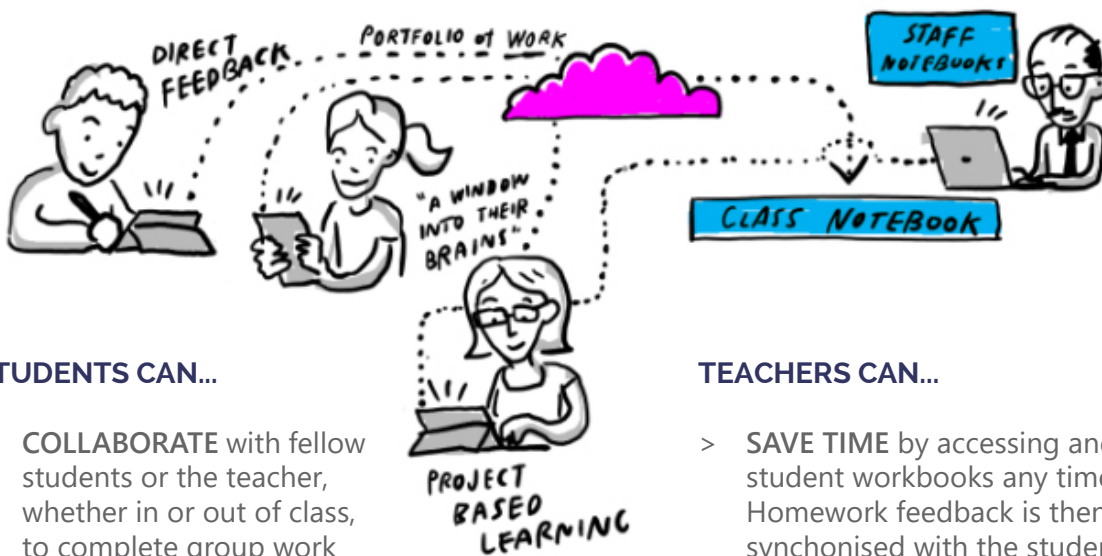 DIRECT
FEEDBACK
PORTFOLIO of WORK
STAFF
NOTEBOOKS
"A WINDOW
INTO THEIR
BRAINS"
CLASS NOTEBOOK
PROJECT
BASED
LEARNING
TUDENTS CAN...
COLLABORATE with fellow
students or the teacher,
whether in or out of class,
to complete group work
TEACHERS CAN...
> SAVE TIME by accessing and
student workbooks any time
Homework feedback is then
synchonised with the student